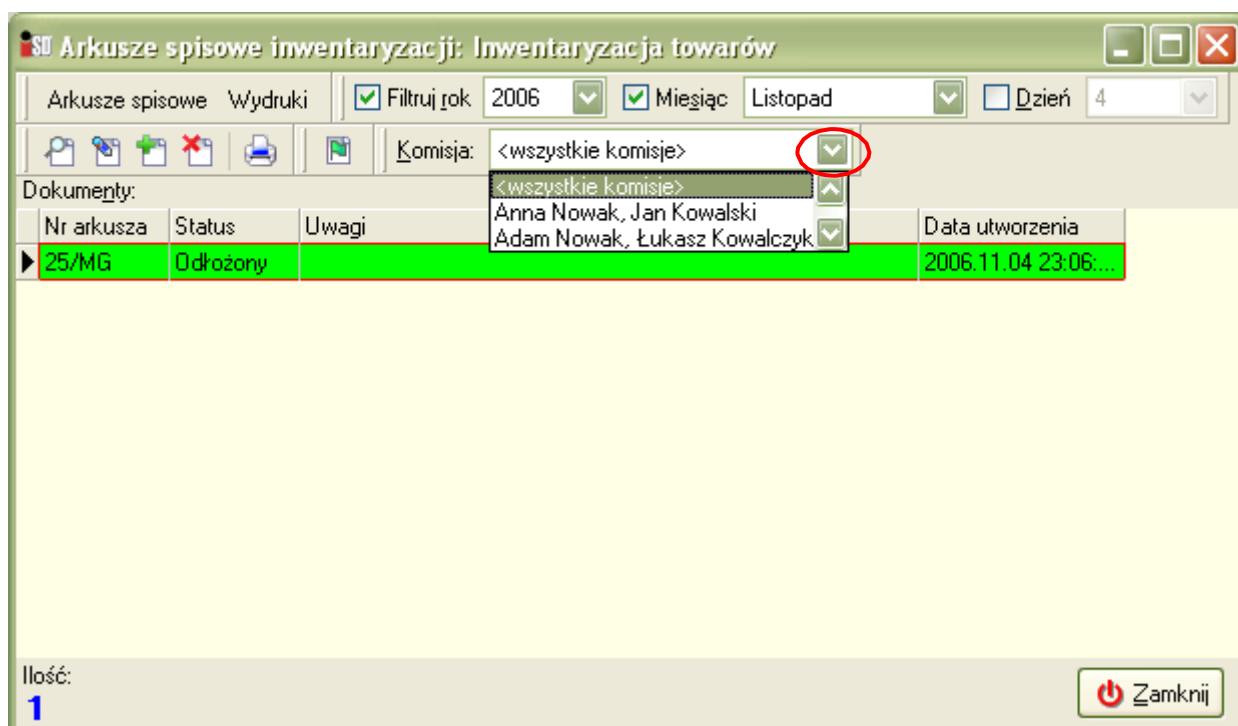 iSD Arkusze spisowe inwentaryzacji: Inwentaryzacja towarów
Arkusze spisowe Wydruki Filtruj rok 2006 Miesiąc Listopad Dzień 4
Komisja: <wszystkie komisje>
<wszystkie komisje>
Anna Nowak, Jan Kowalski
Adam Nowak, Łukasz Kowalczyk
Dokumenty:
Nr arkusza Status Uwagi Data utworzenia
25/MG Odłożony 2006.11.04 23:06:...
Ilość:
1
Zamknij